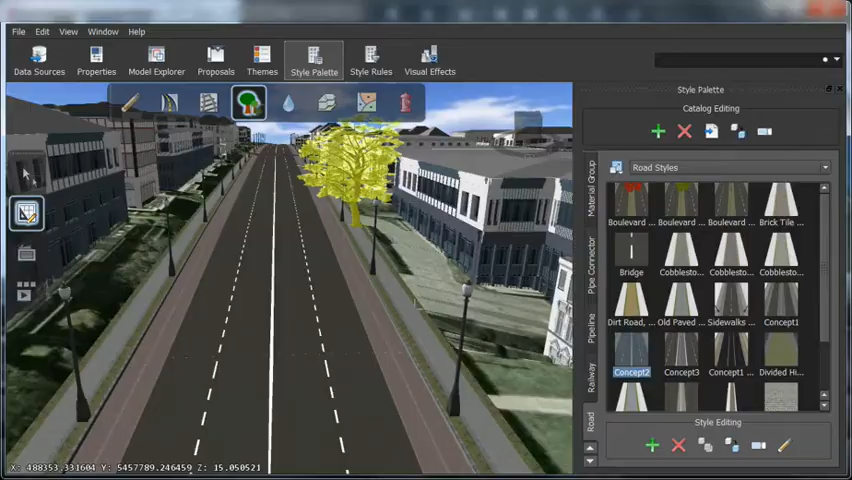 File Edit View Window Help
Data Sources Properties Model Explorer Proposals Themes Style Palette Style Rules Visual Effects
Style Palette
Catalog Editing
Road Styles
Material Group
Pipe Connector
Pipeline
Railway
Road
Boulevard ... Boulevard ... Boulevard ... Brick Tile ...
Bridge Cobblesto... Cobblesto... Cobblesto...
Dirt Road, ... Old Paved ... Sidewalks ... Concept1
Concept2 Concept3 Concept1 ... Divided Hi...
Style Editing
X: 488353.331604 Y: 5457789.246459 Z: 15.050521